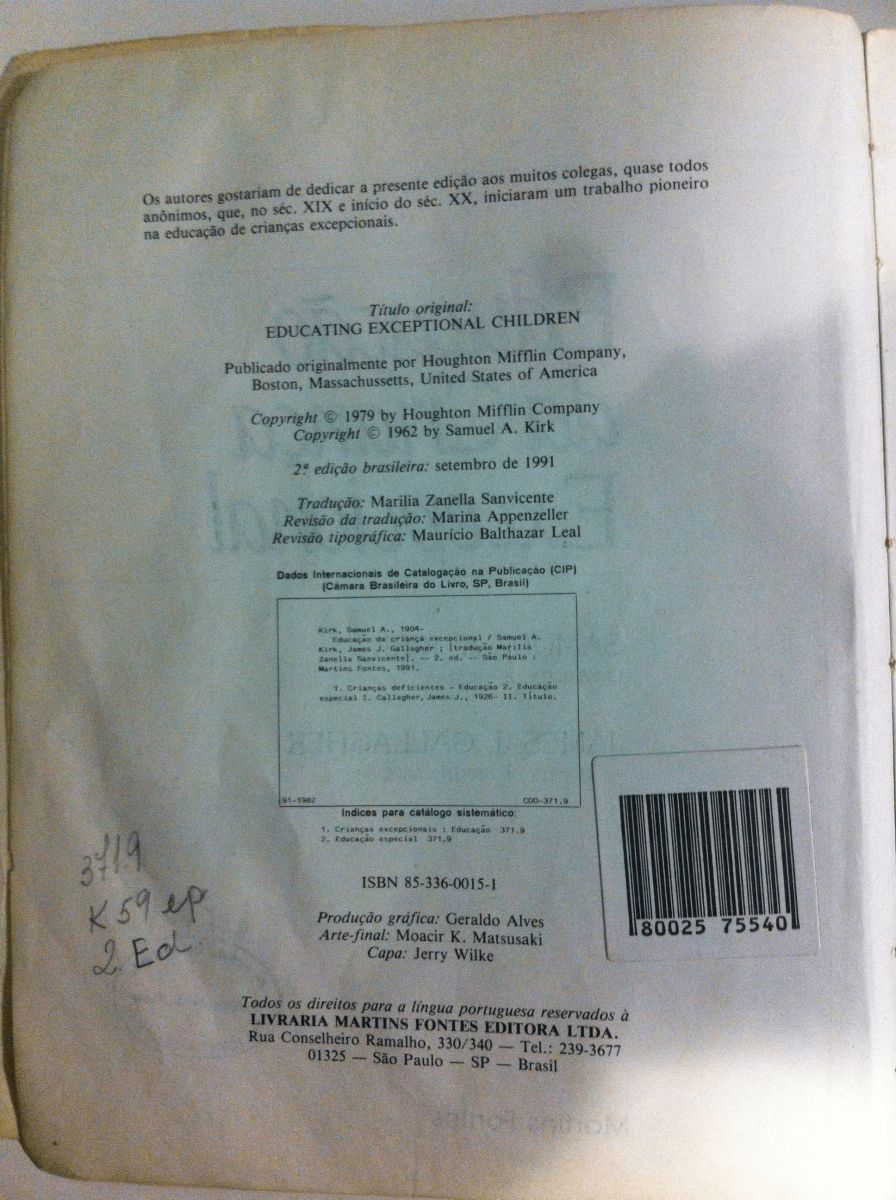 Os autores gostariam de dedicar a presente edição aos muitos colegas, quase todos
anônimos, que, no séc. XIX e início do séc. XX, iniciaram um trabalho pioneiro
na educação de crianças excepcionais.
Título original:
EDUCATING EXCEPTIONAL CHILDREN
Publicado originalmente por Houghton Mifflin Company,
Boston, Massachussetts, United States of America
Copyright © 1979 by Houghton Mifflin Company
Copyright © 1962 by Samuel A. Kirk
2ª edição brasileira: setembro de 1991
Tradução: Marilia Zanella Sanvicente
Revisão da tradução: Marina Appenzeller
Revisão tipográfica: Maurício Balthazar Leal
Dados Internacionais de Catalogação na Publicação (CIP)
(Câmara Brasileira do Livro, SP, Brasil)
Kirk, Samuel A., 1904-
Educação da criança excepcional / Samuel A.
Kirk, James J. Gallagher ; [tradução Marília
Zanella Sanvicente]. -- 2. ed. -- São Paulo :
Martins Fontes, 1991.
1. Crianças deficientes - Educação 2. Educação
especial I. Gallagher, James J., 1926- II. Título.
91-1982 CDD-371.9
Indices para catálogo sistemático:
1. Crianças excepcionais : Educação 371.9
2. Educação especial 371.9
371.9
K59ep
2. Ed
ISBN 85-336-0015-1
80025 75540
Produção gráfica: Geraldo Alves
Arte-final: Moacir K. Matsusaki
Capa: Jerry Wilke
Todos os direitos para a língua portuguesa reservados à
LIVRARIA MARTINS FONTES EDITORA LTDA.
Rua Conselheiro Ramalho, 330/340 — Tel.: 239-3677
01325 — São Paulo — SP — Brasil